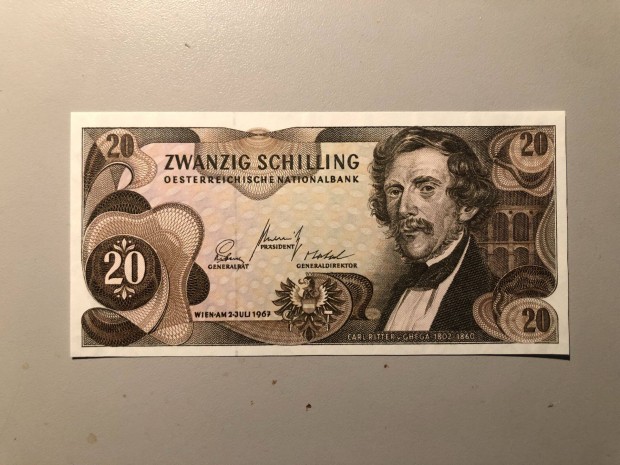 20
20
ZWANZIG SCHILLING
OESTERREICHISCHE NATIONALBANK
PRÄSIDENT
GENERALRAT
GENERALDIREKTOR
20
WIEN·AM 2·JULI 1967
20
CARL RITTER v GHEGA·1802-1860